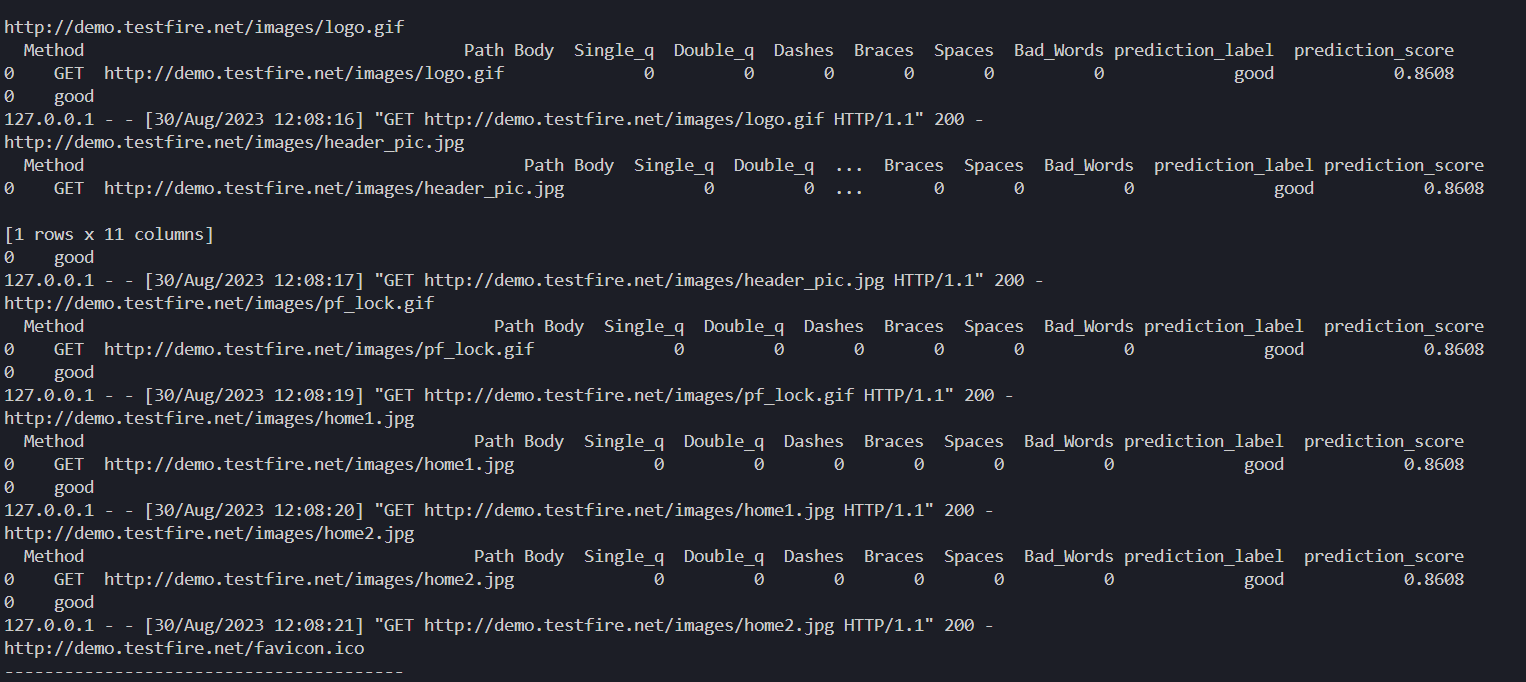 http://demo.testfire.net/images/logo.gif
  Method                                      Path Body  Single_q  Double_q  Dashes  Braces  Spaces  Bad_Words prediction_label  prediction_score
0    GET  http://demo.testfire.net/images/logo.gif              0         0       0       0       0          0             good            0.8608
0    good
127.0.0.1 - - [30/Aug/2023 12:08:16] "GET http://demo.testfire.net/images/logo.gif HTTP/1.1" 200 -
http://demo.testfire.net/images/header_pic.jpg
  Method                                            Path Body  Single_q  Double_q  ...  Braces  Spaces  Bad_Words  prediction_label prediction_score
0    GET  http://demo.testfire.net/images/header_pic.jpg              0         0  ...       0       0          0              good           0.8608
[1 rows x 11 columns]
0    good
127.0.0.1 - - [30/Aug/2023 12:08:17] "GET http://demo.testfire.net/images/header_pic.jpg HTTP/1.1" 200 -
http://demo.testfire.net/images/pf_lock.gif
  Method                                         Path Body  Single_q  Double_q  Dashes  Braces  Spaces  Bad_Words prediction_label  prediction_score
0    GET  http://demo.testfire.net/images/pf_lock.gif              0         0       0       0       0          0             good            0.8608
0    good
127.0.0.1 - - [30/Aug/2023 12:08:19] "GET http://demo.testfire.net/images/pf_lock.gif HTTP/1.1" 200 -
http://demo.testfire.net/images/home1.jpg
  Method                                       Path Body  Single_q  Double_q  Dashes  Braces  Spaces  Bad_Words prediction_label  prediction_score
0    GET  http://demo.testfire.net/images/home1.jpg              0         0       0       0       0          0             good            0.8608
0    good
127.0.0.1 - - [30/Aug/2023 12:08:20] "GET http://demo.testfire.net/images/home1.jpg HTTP/1.1" 200 -
http://demo.testfire.net/images/home2.jpg
  Method                                       Path Body  Single_q  Double_q  Dashes  Braces  Spaces  Bad_Words prediction_label  prediction_score
0    GET  http://demo.testfire.net/images/home2.jpg              0         0       0       0       0          0             good            0.8608
0    good
127.0.0.1 - - [30/Aug/2023 12:08:21] "GET http://demo.testfire.net/images/home2.jpg HTTP/1.1" 200 -
http://demo.testfire.net/favicon.ico
----------------------------------------